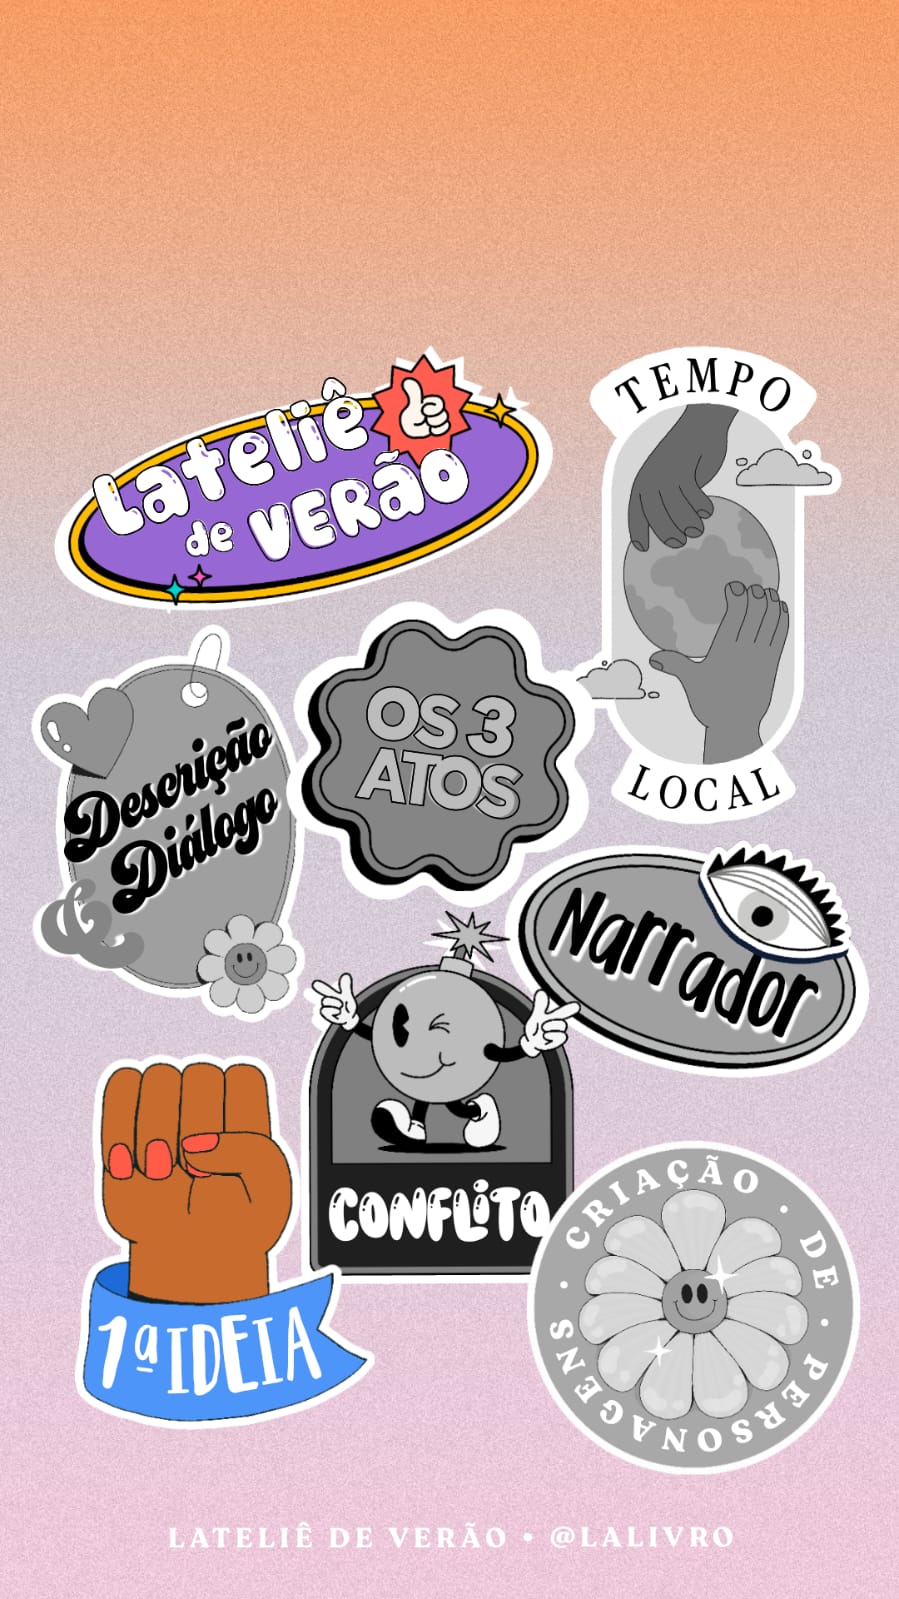 Lateliê
de VERÃO
TEMPO
LOCAL
OS 3
ATOS
Descrição
Diálogo
&
Narrador
CONFLITO
1ª IDEIA
CRIAÇÃO · DE · PERSONAGENS ·
LATELIÊ DE VERÃO • @LALIVRO